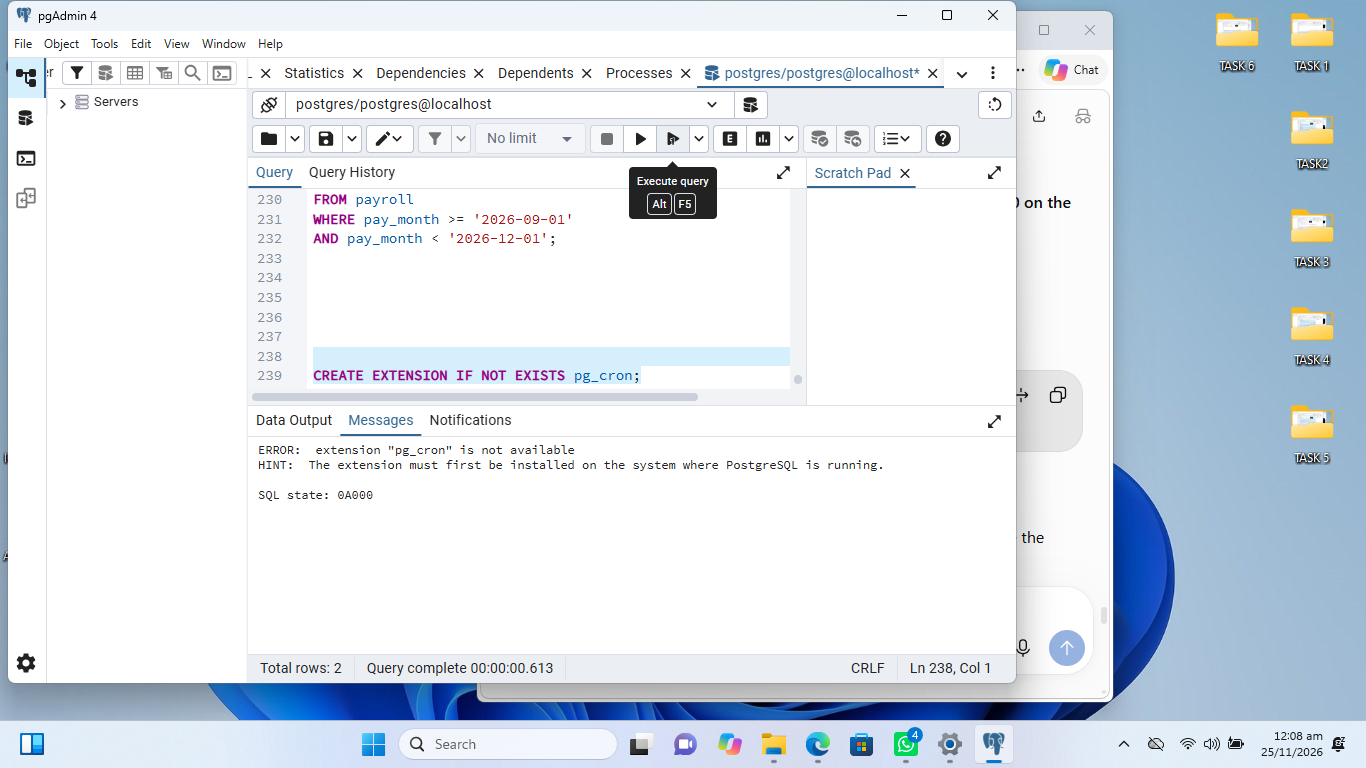 pgAdmin 4
File Object Tools Edit View Window Help
Chat
TASK 6
TASK 1
TASK2
TASK 3
TASK 4
TASK 5
Statistics
Dependencies
Dependents
Processes
postgres/postgres@localhost*
Servers
postgres/postgres@localhost
No limit
Query
Query History
Execute query
Alt F5
Scratch Pad
230 FROM payroll
231 WHERE pay_month >= '2026-09-01'
232 AND pay_month < '2026-12-01';
233
234
235
236
237
238
239 CREATE EXTENSION IF NOT EXISTS pg_cron;
on the
the
Data Output Messages Notifications
ERROR:  extension "pg_cron" is not available
HINT:  The extension must first be installed on the system where PostgreSQL is running.
SQL state: 0A000
Total rows: 2 Query complete 00:00:00.613 CRLF Ln 238, Col 1
Search
4
12:08 am
25/11/2026